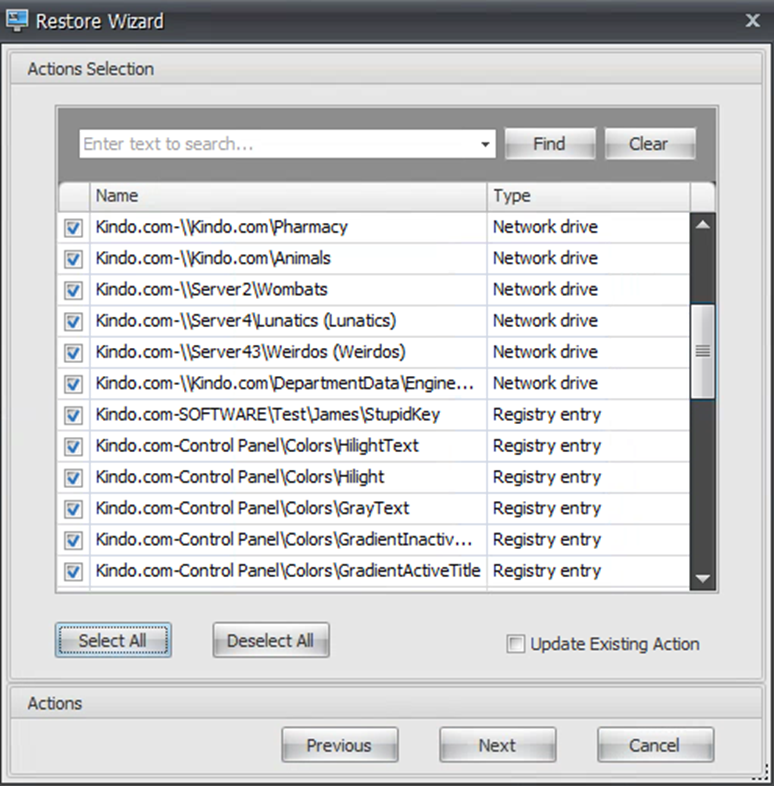 Restore Wizard
Actions Selection
Enter text to search... Find Clear
Name Type
Kindo.com-\\Kindo.com\Pharmacy Network drive
Kindo.com-\\Kindo.com\Animals Network drive
Kindo.com-\\Server2\Wombats Network drive
Kindo.com-\\Server4\Lunatics (Lunatics) Network drive
Kindo.com-\\Server43\Weirdos (Weirdos) Network drive
Kindo.com-\\Kindo.com\DepartmentData\Engine... Network drive
Kindo.com-SOFTWARE\Test\James\StupidKey Registry entry
Kindo.com-Control Panel\Colors\HilightText Registry entry
Kindo.com-Control Panel\Colors\Hilight Registry entry
Kindo.com-Control Panel\Colors\GrayText Registry entry
Kindo.com-Control Panel\Colors\GradientInactiv... Registry entry
Kindo.com-Control Panel\Colors\GradientActiveTitle Registry entry
Select All Deselect All Update Existing Action
Actions
Previous Next Cancel